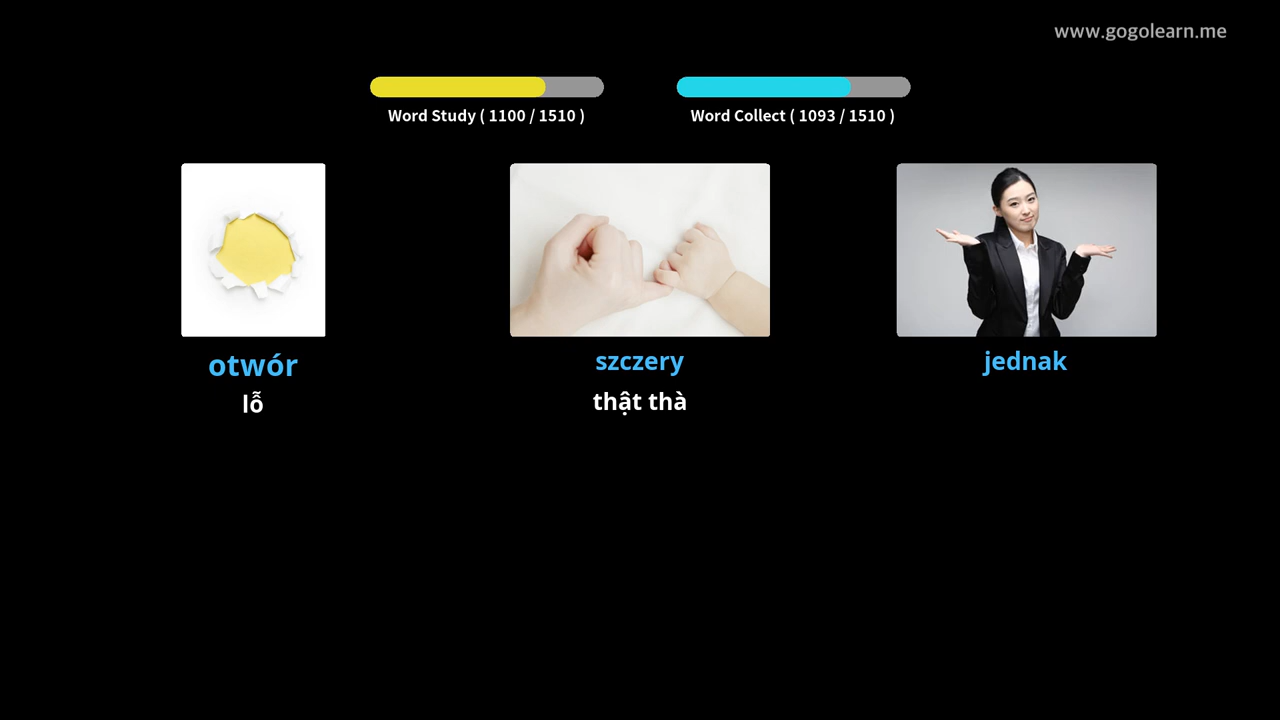 www.gogolearn.me
Word Study ( 1100 / 1510 )
Word Collect ( 1093 / 1510 )
otwór
lỗ
szczery
thật thà
jednak